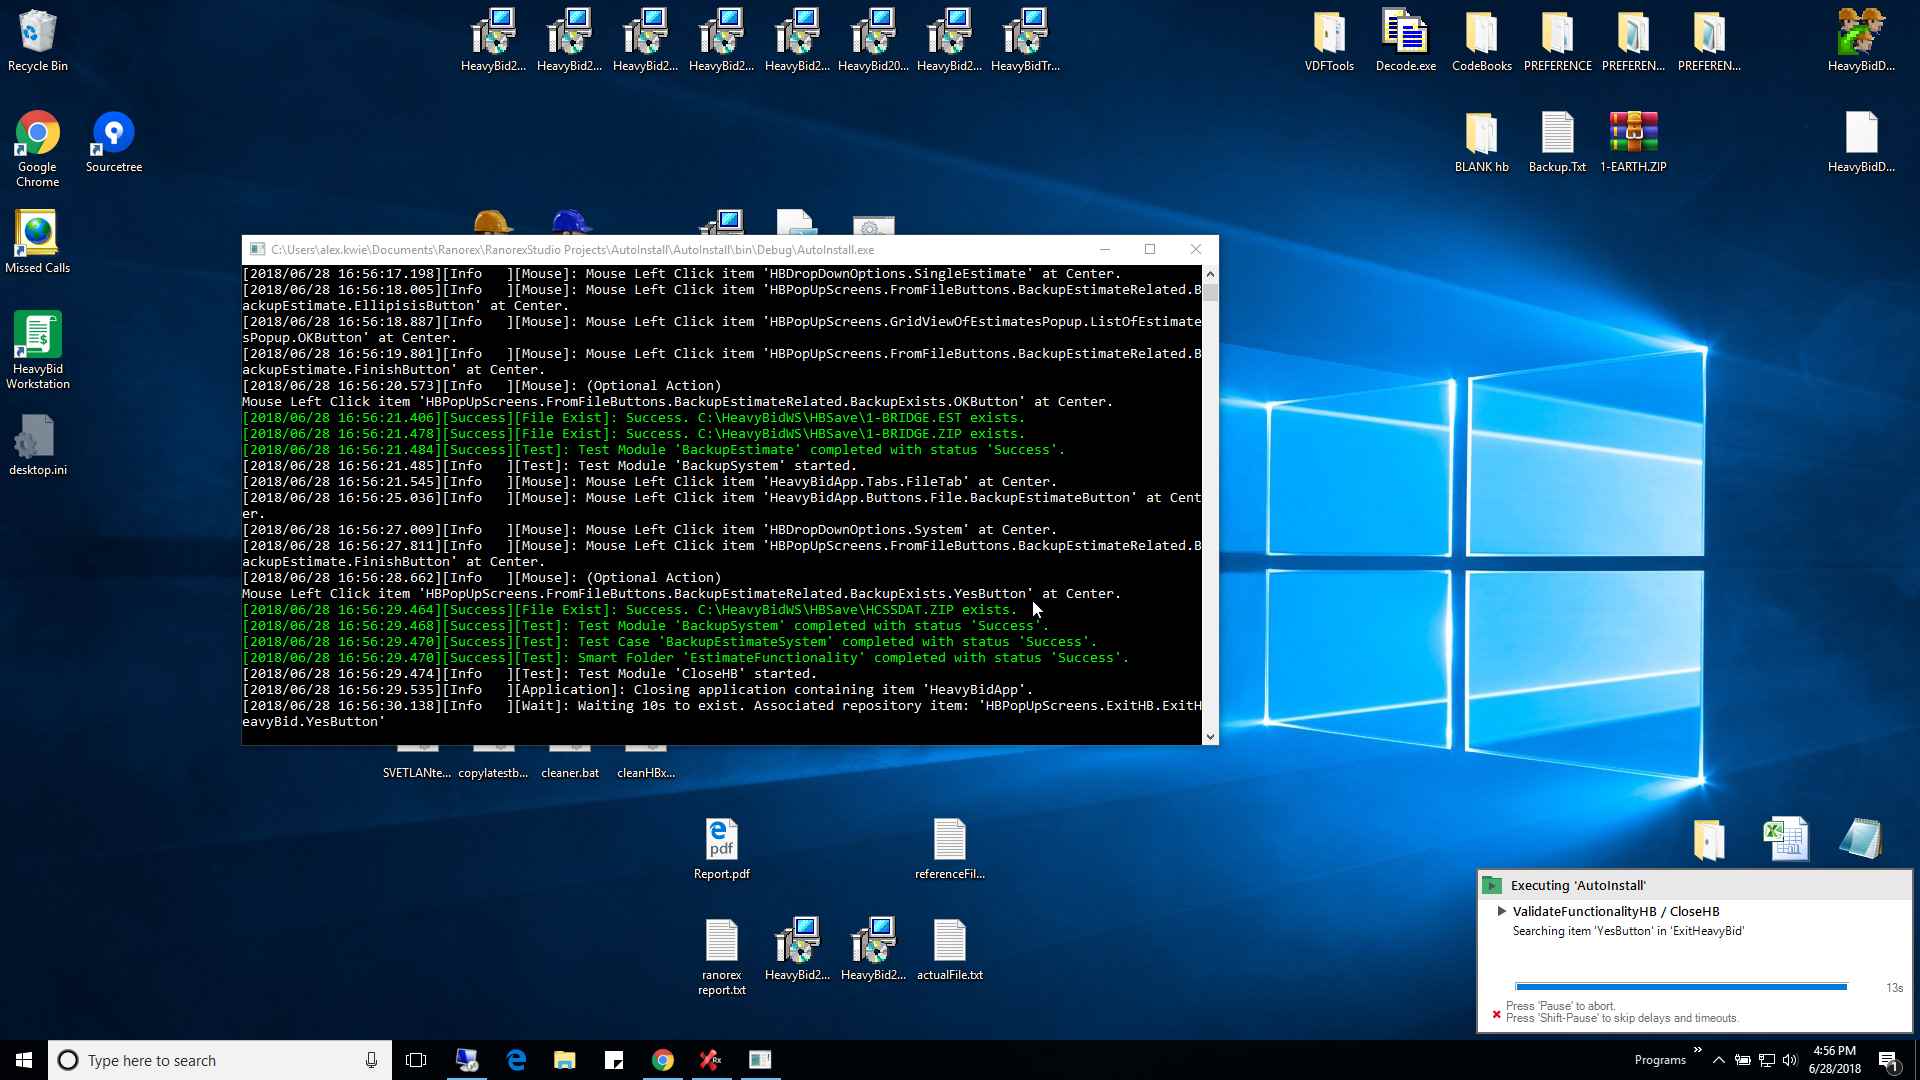 HeavyBid2...
HeavyBid2...
HeavyBid2...
HeavyBid2...
HeavyBid2...
HeavyBid20...
HeavyBid2...
HeavyBidTr...
VDFTools
Decode.exe
CodeBooks
PREFERENCE
PREFEREN...
PREFEREN...
HeavyBidD...
Recycle Bin
Google
Chrome
Sourcetree
BLANK hb
Backup.Txt
1-EARTH.ZIP
HeavyBidD...
Missed Calls
HeavyBid
Workstation
desktop.ini
C:\Users\alex.kwie\Documents\Ranorex\RanorexStudio Projects\AutoInstall\AutoInstall\bin\Debug\AutoInstall.exe
[2018/06/28 16:56:17.198][Info   ][Mouse]: Mouse Left Click item 'HBDropDownOptions.SingleEstimate' at Center.
[2018/06/28 16:56:18.005][Info   ][Mouse]: Mouse Left Click item 'HBPopUpScreens.FromFileButtons.BackupEstimateRelated.B
ackupEstimate.EllipisisButton' at Center.
[2018/06/28 16:56:18.887][Info   ][Mouse]: Mouse Left Click item 'HBPopUpScreens.GridViewOfEstimatesPopup.ListOfEstimate
sPopup.OKButton' at Center.
[2018/06/28 16:56:19.801][Info   ][Mouse]: Mouse Left Click item 'HBPopUpScreens.FromFileButtons.BackupEstimateRelated.B
ackupEstimate.FinishButton' at Center.
[2018/06/28 16:56:20.573][Info   ][Mouse]: (Optional Action)
Mouse Left Click item 'HBPopUpScreens.FromFileButtons.BackupEstimateRelated.BackupExists.OKButton' at Center.
[2018/06/28 16:56:21.406][Success][File Exist]: Success. C:\HeavyBidWS\HBSave\1-BRIDGE.EST exists.
[2018/06/28 16:56:21.478][Success][File Exist]: Success. C:\HeavyBidWS\HBSave\1-BRIDGE.ZIP exists.
[2018/06/28 16:56:21.484][Success][Test]: Test Module 'BackupEstimate' completed with status 'Success'.
[2018/06/28 16:56:21.485][Info   ][Test]: Test Module 'BackupSystem' started.
[2018/06/28 16:56:21.545][Info   ][Mouse]: Mouse Left Click item 'HeavyBidApp.Tabs.FileTab' at Center.
[2018/06/28 16:56:25.036][Info   ][Mouse]: Mouse Left Click item 'HeavyBidApp.Buttons.File.BackupEstimateButton' at Cent
er.
[2018/06/28 16:56:27.009][Info   ][Mouse]: Mouse Left Click item 'HBDropDownOptions.System' at Center.
[2018/06/28 16:56:27.811][Info   ][Mouse]: Mouse Left Click item 'HBPopUpScreens.FromFileButtons.BackupEstimateRelated.B
ackupEstimate.FinishButton' at Center.
[2018/06/28 16:56:28.662][Info   ][Mouse]: (Optional Action)
Mouse Left Click item 'HBPopUpScreens.FromFileButtons.BackupEstimateRelated.BackupExists.YesButton' at Center.
[2018/06/28 16:56:29.464][Success][File Exist]: Success. C:\HeavyBidWS\HBSave\HCSSDAT.ZIP exists.
[2018/06/28 16:56:29.468][Success][Test]: Test Module 'BackupSystem' completed with status 'Success'.
[2018/06/28 16:56:29.470][Success][Test]: Test Case 'BackupEstimateSystem' completed with status 'Success'.
[2018/06/28 16:56:29.470][Success][Test]: Smart Folder 'EstimateFunctionality' completed with status 'Success'.
[2018/06/28 16:56:29.474][Info   ][Test]: Test Module 'CloseHB' started.
[2018/06/28 16:56:29.535][Info   ][Application]: Closing application containing item 'HeavyBidApp'.
[2018/06/28 16:56:30.138][Info   ][Wait]: Waiting 10s to exist. Associated repository item: 'HBPopUpScreens.ExitHB.ExitH
eavyBid.YesButton'
SVETLANte...
copylatestb...
cleaner.bat
cleanHBx...
pdf
Report.pdf
referenceFil...
ranorex
report.txt
HeavyBid2...
HeavyBid2...
actualFile.txt
Executing 'AutoInstall'
ValidateFunctionalityHB / CloseHB
Searching item 'YesButton' in 'ExitHeavyBid'
13s
Press 'Pause' to abort.
Press 'Shift-Pause' to skip delays and timeouts.
Type here to search
Programs
4:56 PM
6/28/2018
1